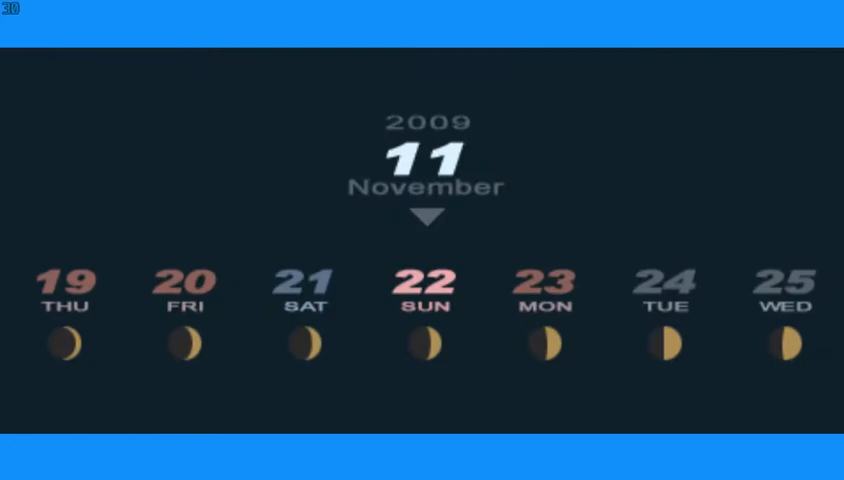 30
2009
11
November
19 20 21 22 23 24 25
THU FRI SAT SUN MON TUE WED